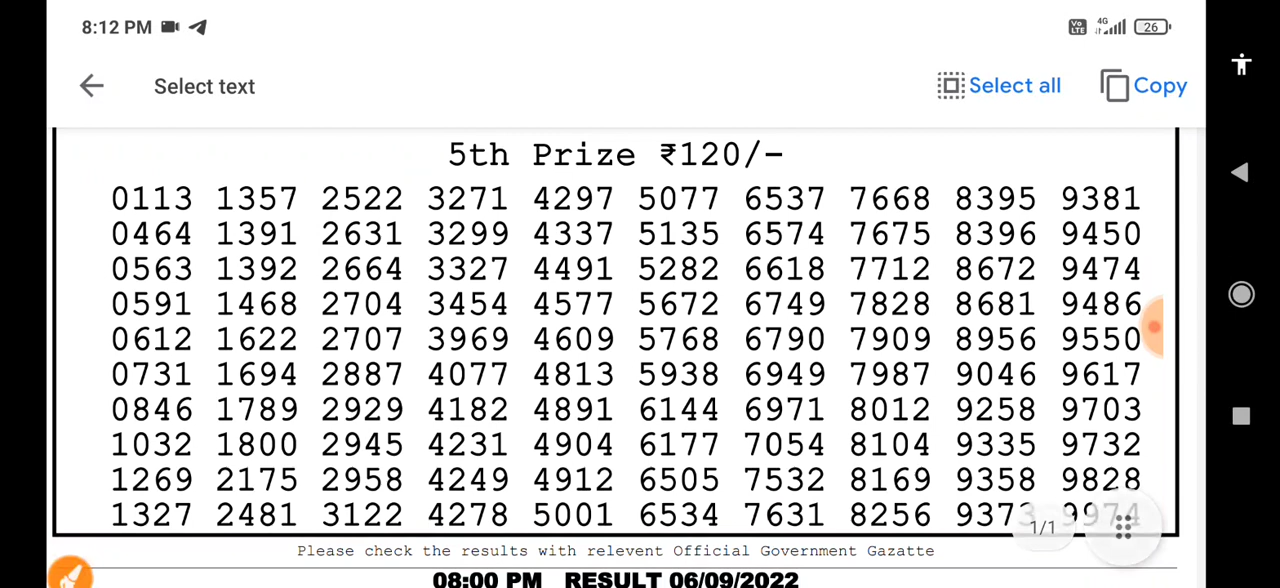 8:12 PM 4G Vo LTE 26
Select text Select all Copy
5th Prize ₹120/-
0113 1357 2522 3271 4297 5077 6537 7668 8395 9381
0464 1391 2631 3299 4337 5135 6574 7675 8396 9450
0563 1392 2664 3327 4491 5282 6618 7712 8672 9474
0591 1468 2704 3454 4577 5672 6749 7828 8681 9486
0612 1622 2707 3969 4609 5768 6790 7909 8956 9550
0731 1694 2887 4077 4813 5938 6949 7987 9046 9617
0846 1789 2929 4182 4891 6144 6971 8012 9258 9703
1032 1800 2945 4231 4904 6177 7054 8104 9335 9732
1269 2175 2958 4249 4912 6505 7532 8169 9358 9828
1327 2481 3122 4278 5001 6534 7631 8256 9373 9974
1/1
Please check the results with relevent Official Government Gazatte
08:00 PM RESULT 06/09/2022